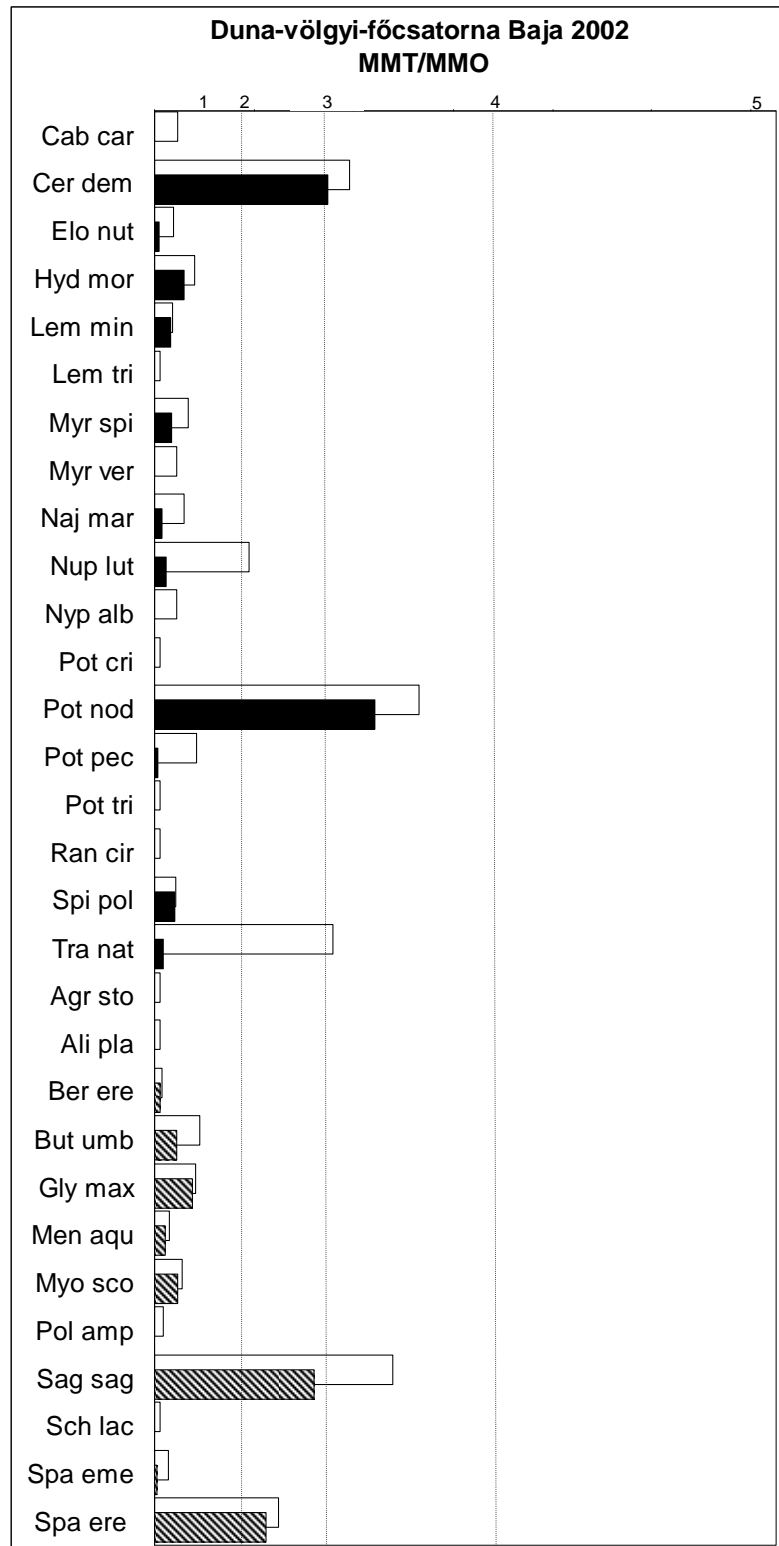 Duna-völgyi-főcsatorna Baja 2002
MMT/MMO
1 2 3 4 5
Cab car
Cer dem
Elo nut
Hyd mor
Lem min
Lem tri
Myr spi
Myr ver
Naj mar
Nup lut
Nyp alb
Pot cri
Pot nod
Pot pec
Pot tri
Ran cir
Spi pol
Tra nat
Agr sto
Ali pla
Ber ere
But umb
Gly max
Men aqu
Myo sco
Pol amp
Sag sag
Sch lac
Spa eme
Spa ere